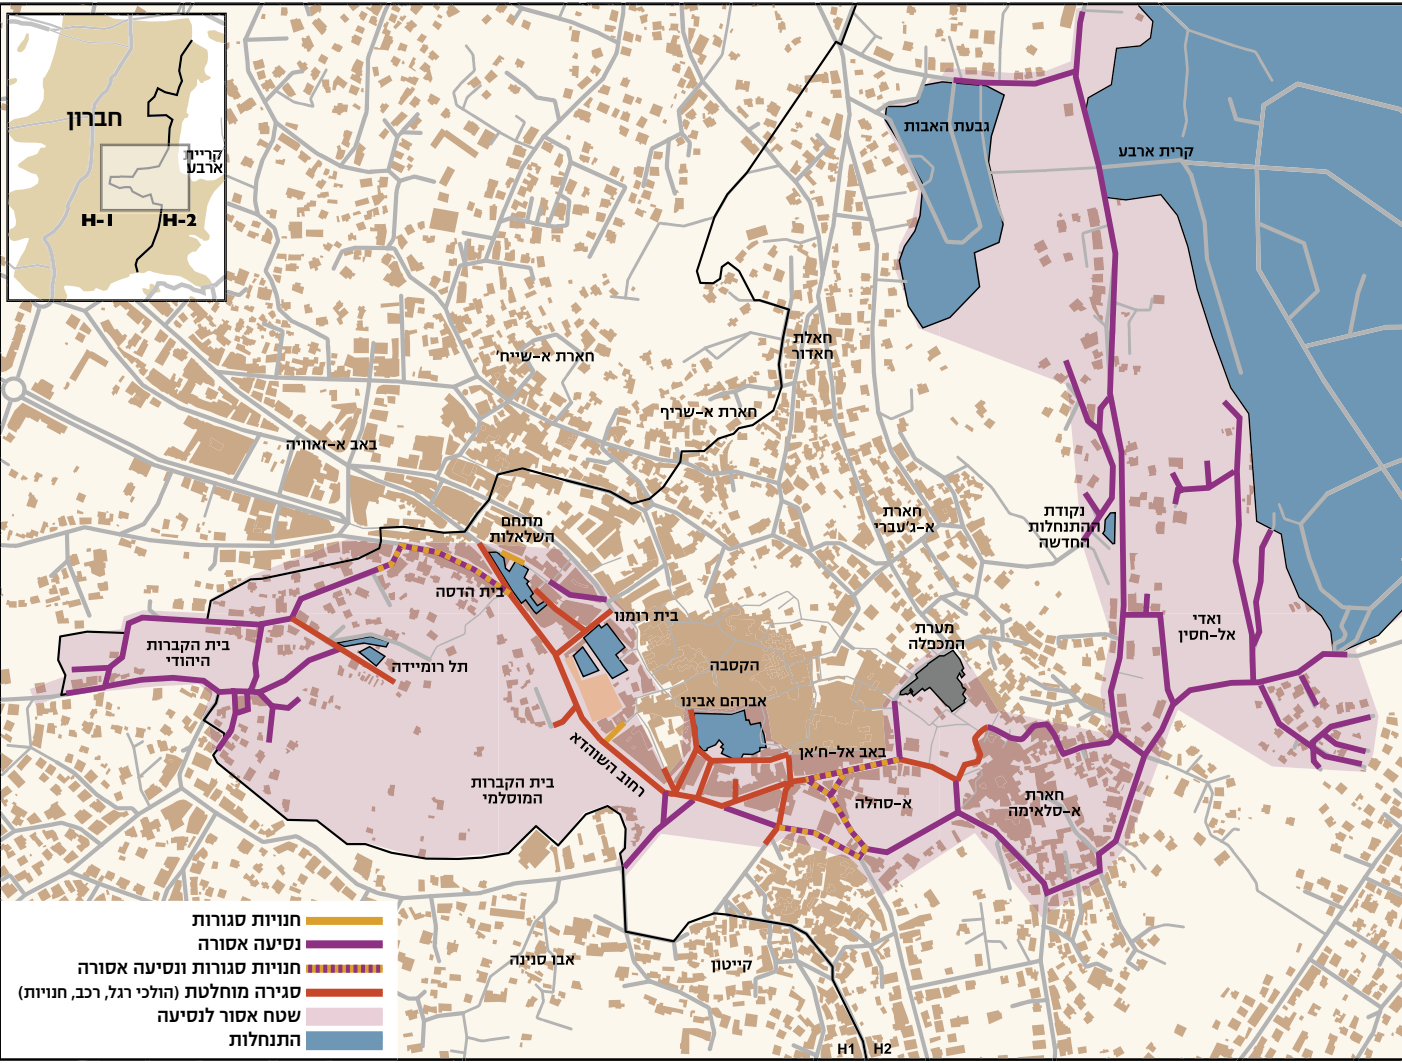 חברון
קריית
ארבע
H-1
H-2
גבעת האבות
קרית ארבע
חאלת
חאדור
חארת א-שייח'
חארת א-שריף
באב א-זאוויה
חארת
א-ג'עברי
נקודת
ההתנחלות
החדשה
מתחם
השלאלות
בית הדסה
בית רומנו
ואדי
אל-חסין
מערת
המכפלה
בית הקברות
היהודי
תל רומיידה
הקסבה
אברהם אבינו
באב אל-ח'אן
רחוב השוהדא
בית הקברות
המוסלמי
א-סהלה
חארת
א-סלאימה
אבו סנינה
קייטון
H1
H2
חנויות סגורות
נסיעה אסורה
חנויות סגורות ונסיעה אסורה
סגירה מוחלטת (הולכי רגל, רכב, חנויות)
שטח אסור לנסיעה
התנחלות